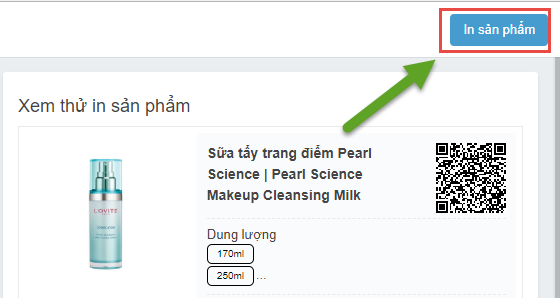 In sản phẩm
Xem thử in sản phẩm
Sữa tẩy trang điểm Pearl
Science | Pearl Science
Makeup Cleansing Milk
LOVITE
Dung lượng
170ml
250ml ...